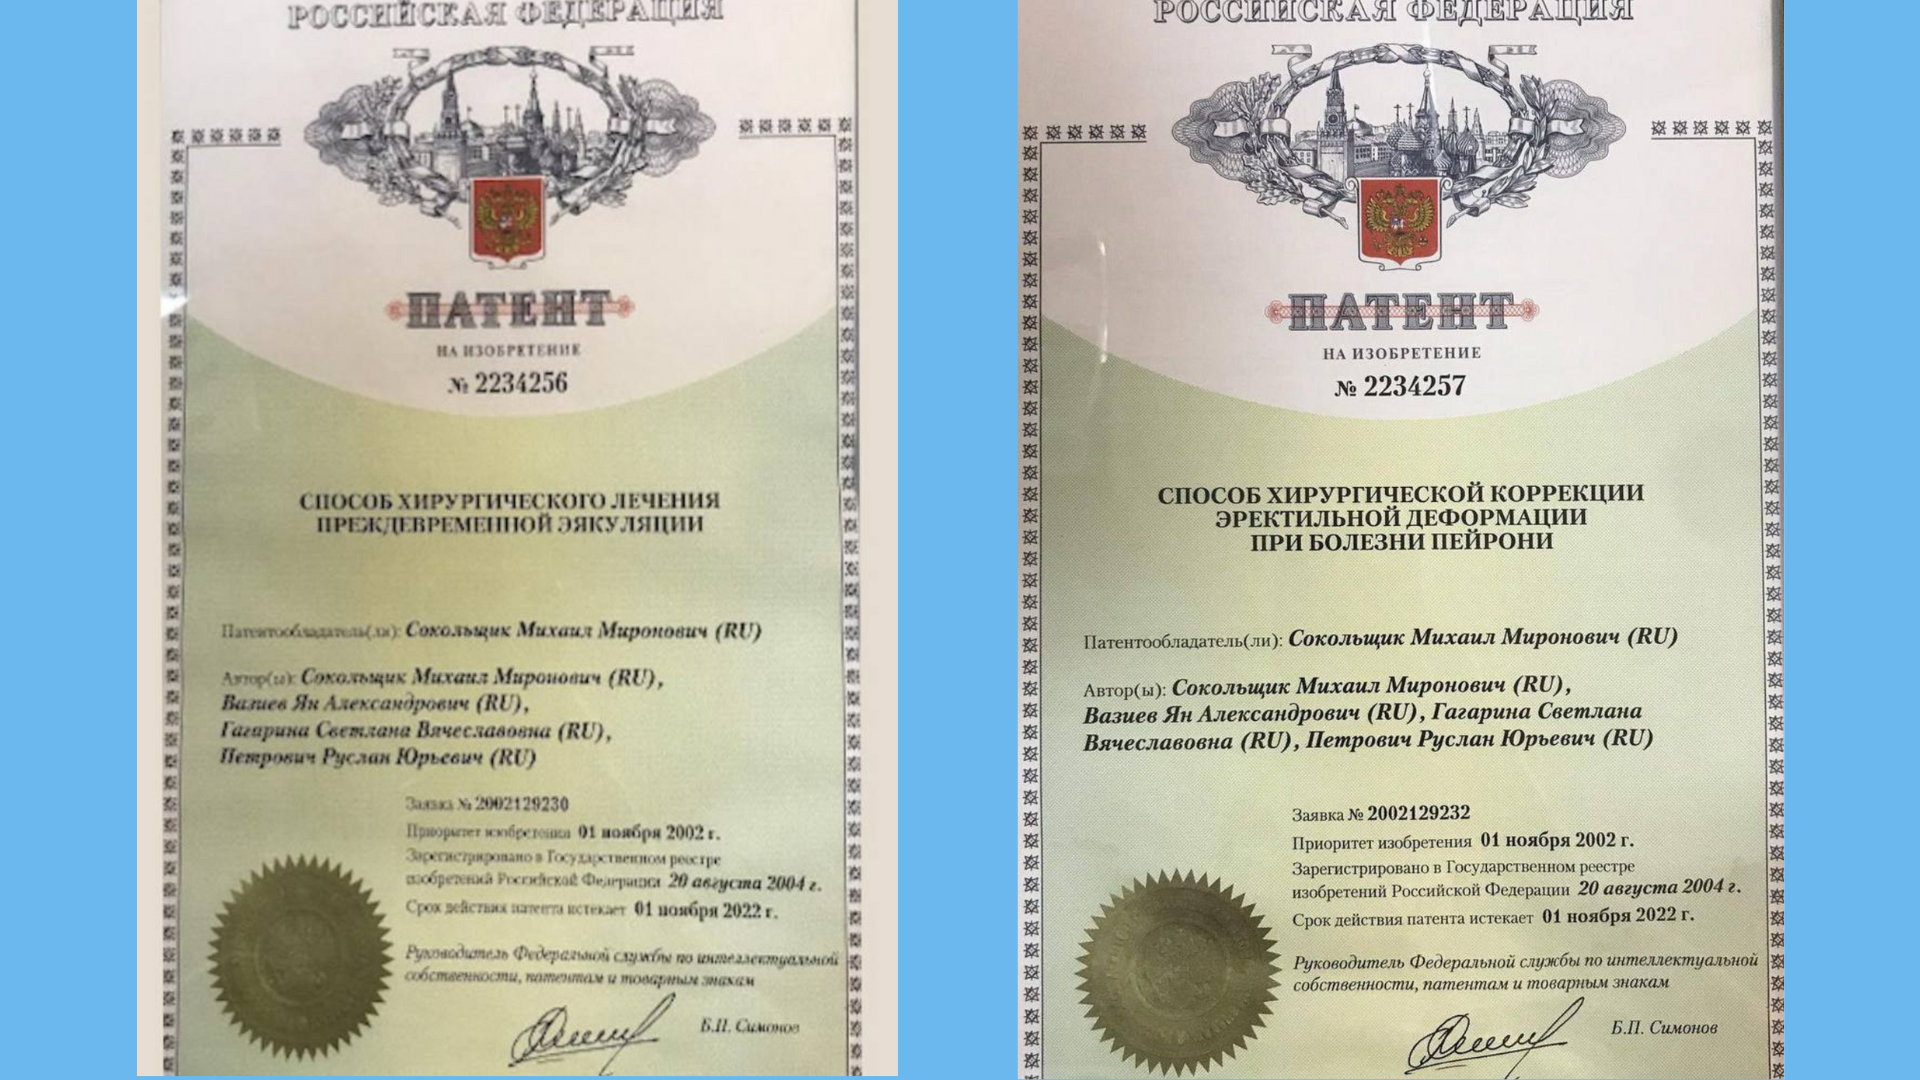 РОССИЙСКАЯ ФЕДЕРАЦИЯ
ПАТЕНТ
НА ИЗОБРЕТЕНИЕ
№ 2234256
СПОСОБ ХИРУРГИЧЕСКОГО ЛЕЧЕНИЯ
ПРЕЖДЕВРЕМЕННОЙ ЭЯКУЛЯЦИИ
Патентообладатель(ли): Сокольщик Михаил Миронович (RU)
Автор(ы): Сокольщик Михаил Миронович (RU),
Вазиев Ян Александрович (RU),
Гагарина Светлана Вячеславовна (RU),
Петрович Руслан Юрьевич (RU)
Заявка № 2002129230
Приоритет изобретения 01 ноября 2002 г.
Зарегистрировано в Государственном реестре
изобретений Российской Федерации 20 августа 2004 г.
Срок действия патента истекает 01 ноября 2022 г.
Руководитель Федеральной службы по интеллектуальной
собственности, патентам и товарным знакам
Б.П. Симонов
РОССИЙСКАЯ ФЕДЕРАЦИЯ
ПАТЕНТ
НА ИЗОБРЕТЕНИЕ
№ 2234257
СПОСОБ ХИРУРГИЧЕСКОЙ КОРРЕКЦИИ
ЭРЕКТИЛЬНОЙ ДЕФОРМАЦИИ
ПРИ БОЛЕЗНИ ПЕЙРОНИ
Патентообладатель(ли): Сокольщик Михаил Миронович (RU)
Автор(ы): Сокольщик Михаил Миронович (RU),
Вазиев Ян Александрович (RU), Гагарина Светлана
Вячеславовна (RU), Петрович Руслан Юрьевич (RU)
Заявка № 2002129232
Приоритет изобретения 01 ноября 2002 г.
Зарегистрировано в Государственном реестре
изобретений Российской Федерации 20 августа 2004 г.
Срок действия патента истекает 01 ноября 2022 г.
Руководитель Федеральной службы по интеллектуальной
собственности, патентам и товарным знакам
Б.П. Симонов